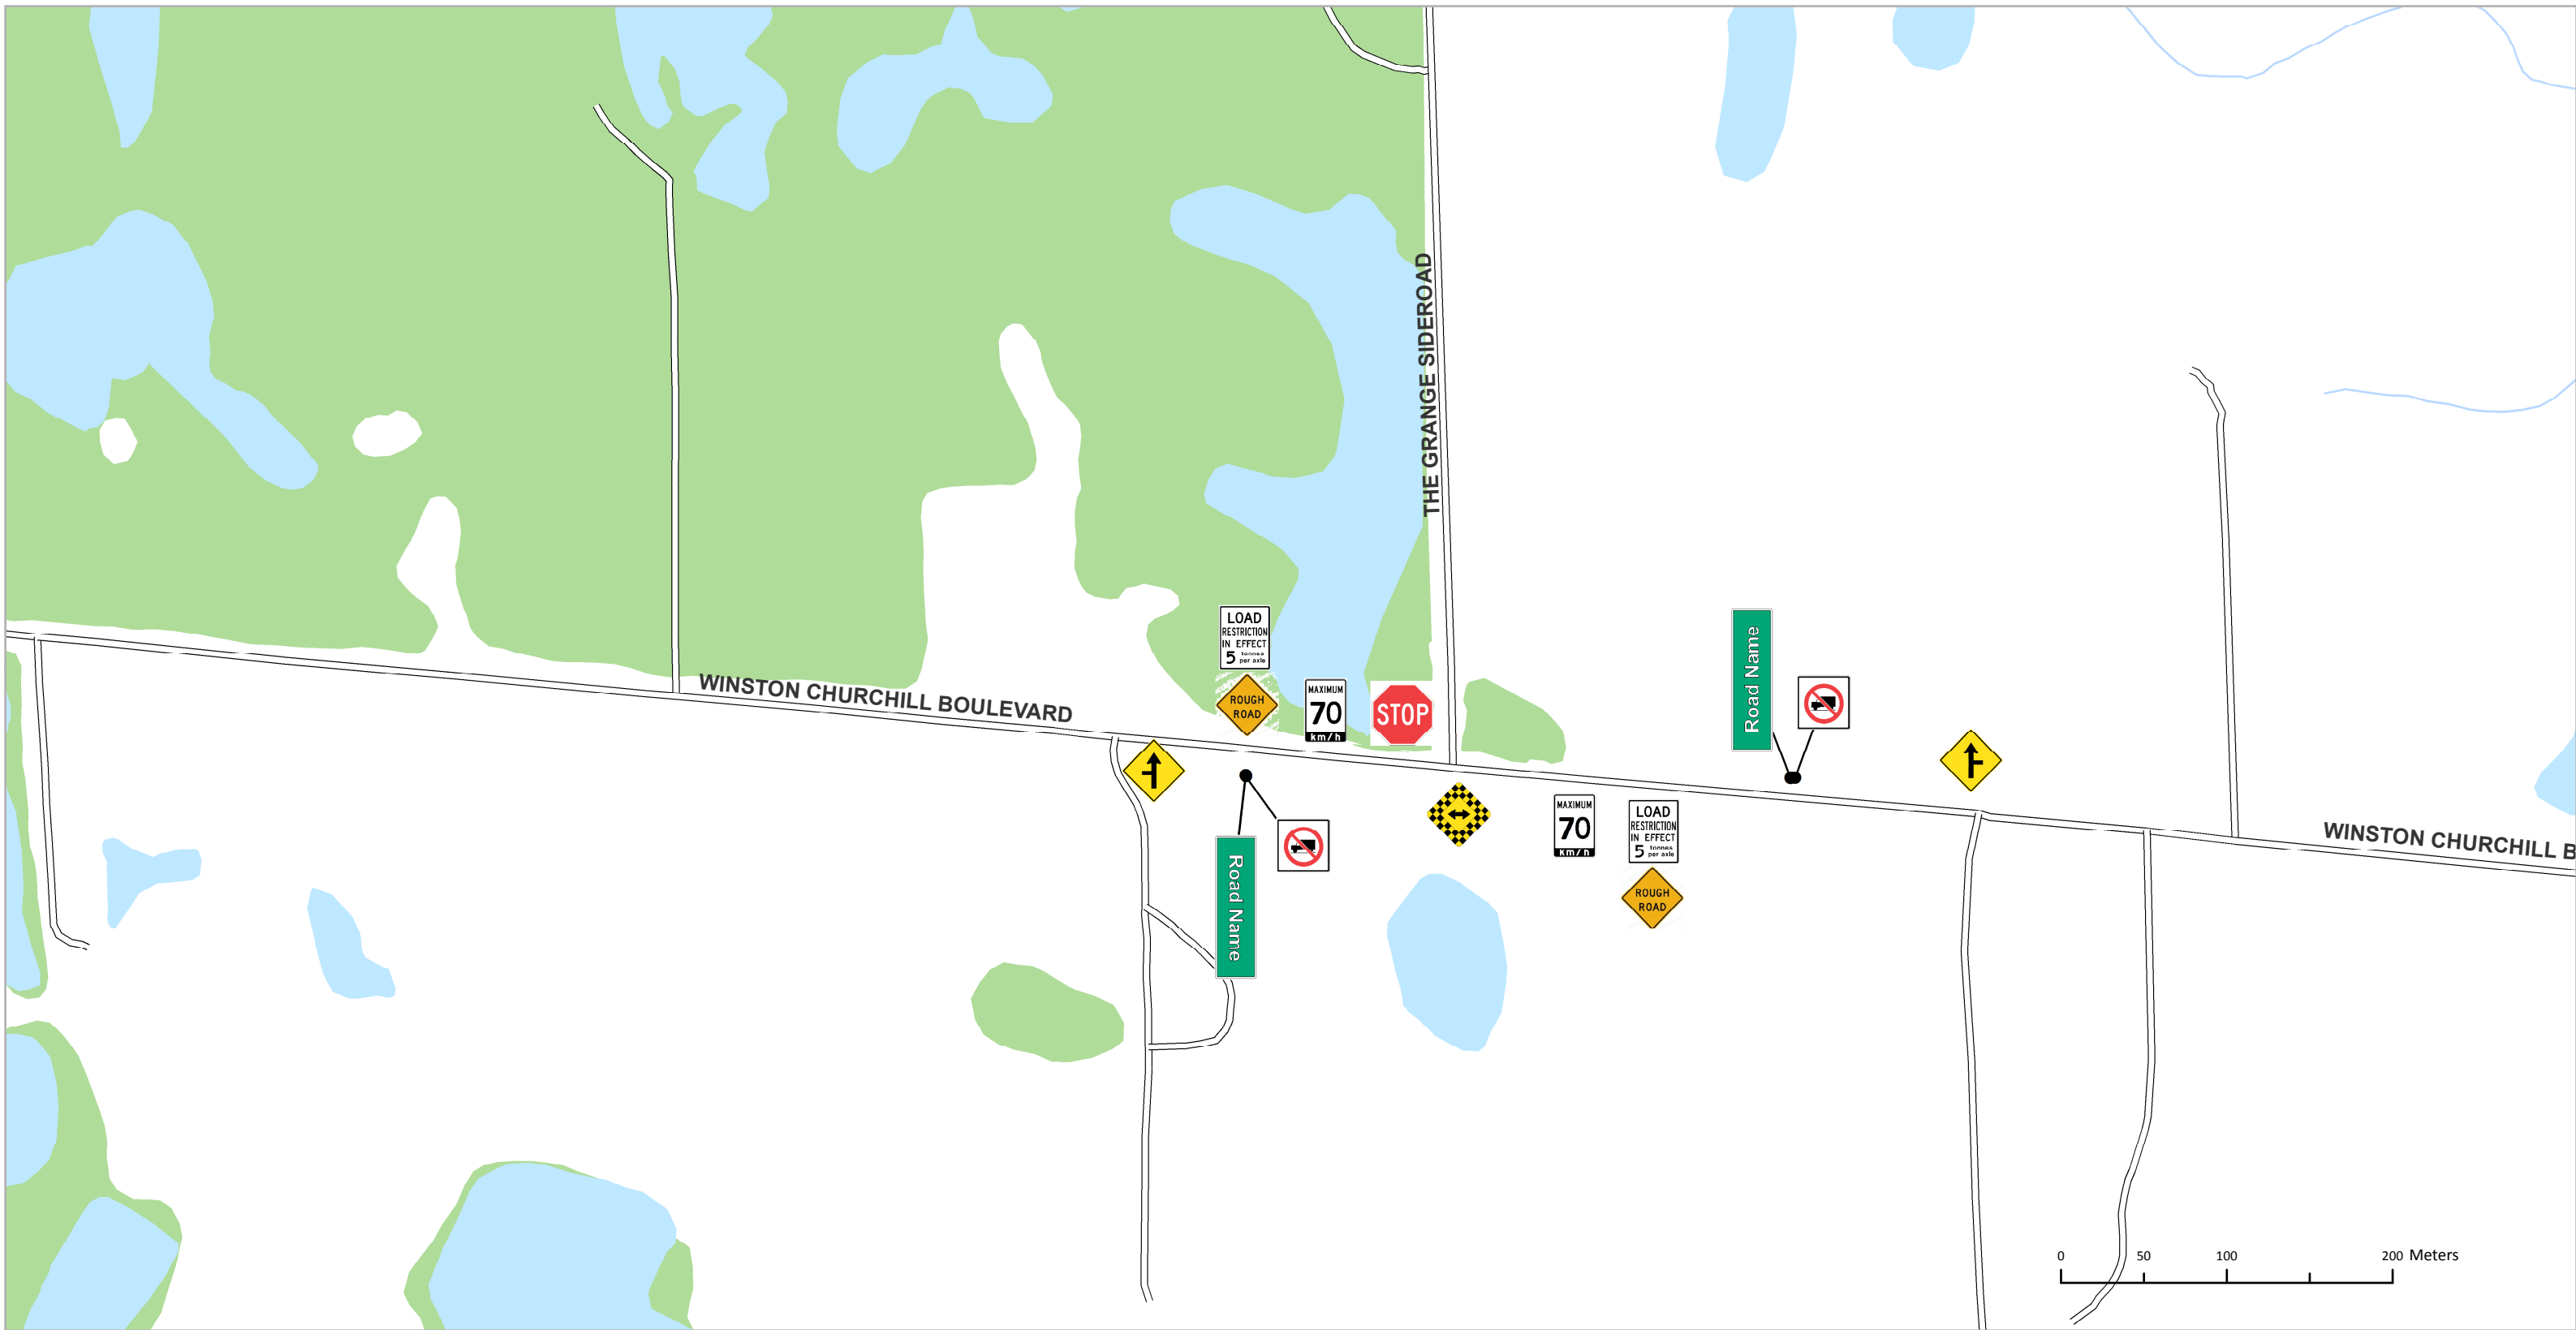 THE GRANGE SIDEROAD
LOAD
RESTRICTION
IN EFFECT
5 tonnes
per axle
ROUGH
ROAD
MAXIMUM
70
km/h
STOP
Road Name
WINSTON CHURCHILL BOULEVARD
MAXIMUM
70
km/h
LOAD
RESTRICTION
IN EFFECT
5 tonnes
per axle
ROUGH
ROAD
Road Name
WINSTON CHURCHILL B
0 50 100 200 Meters